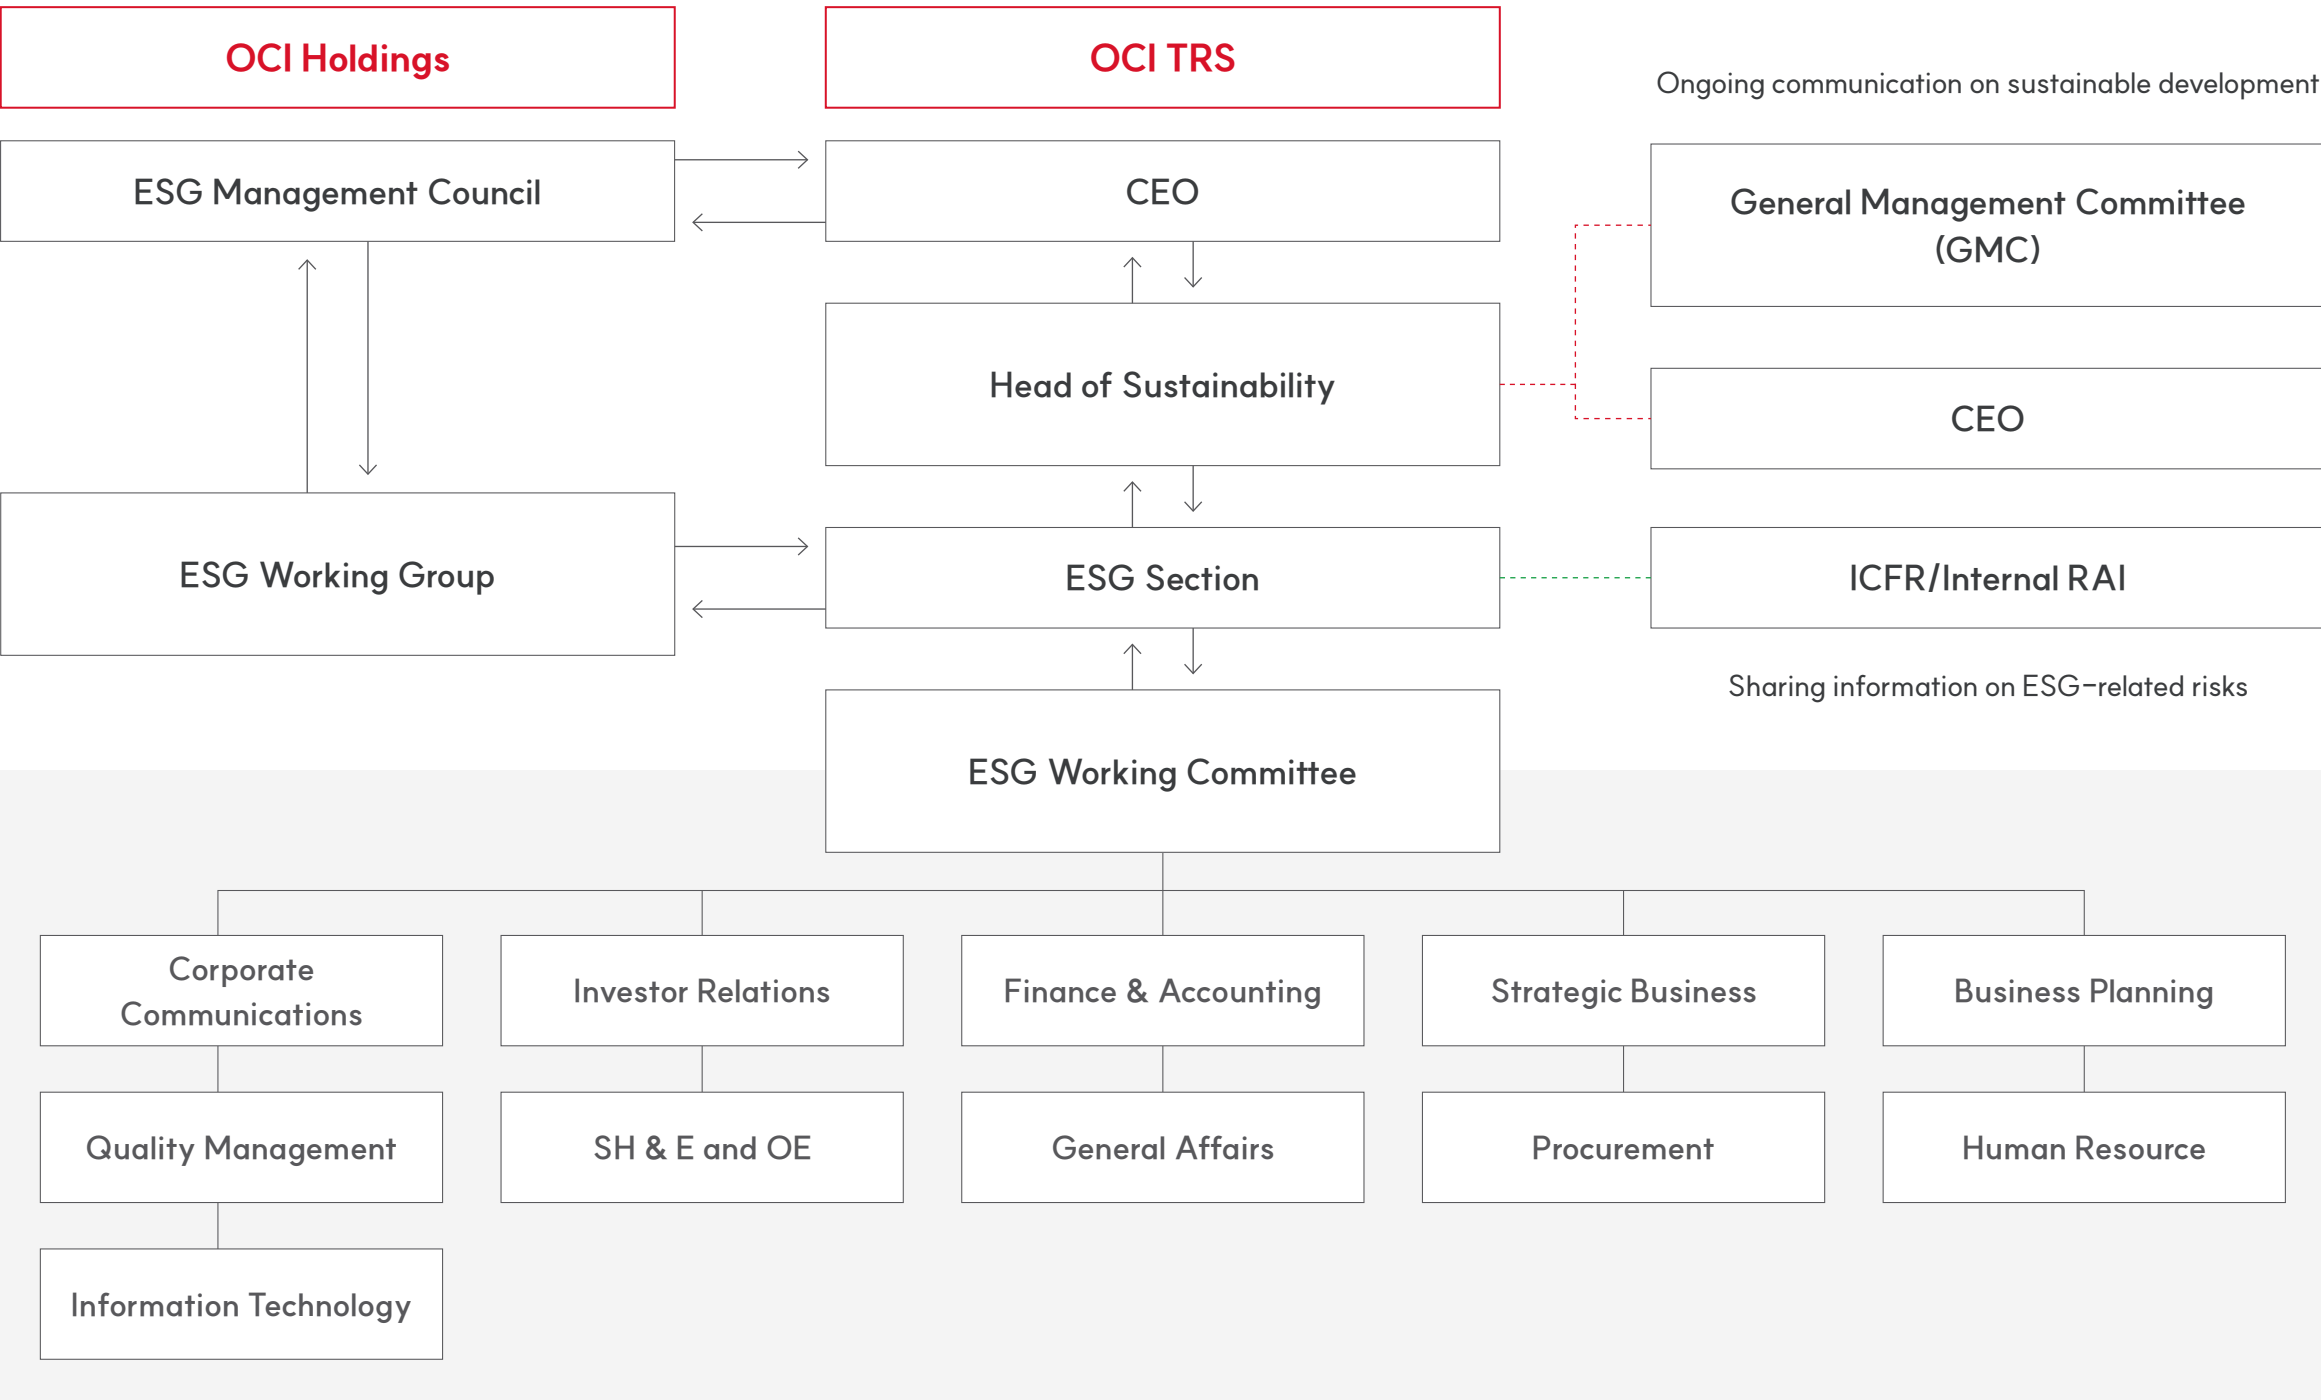 OCI Holdings
OCI TRS
Ongoing communication on sustainable development
ESG Management Council
CEO
General Management Committee
(GMC)
Head of Sustainability
CEO
ESG Working Group
ESG Section
ICFR/Internal RAI
Sharing information on ESG-related risks
ESG Working Committee
Corporate
Communications
Investor Relations
Finance & Accounting
Strategic Business
Business Planning
Quality Management
SH & E and OE
General Affairs
Procurement
Human Resource
Information Technology